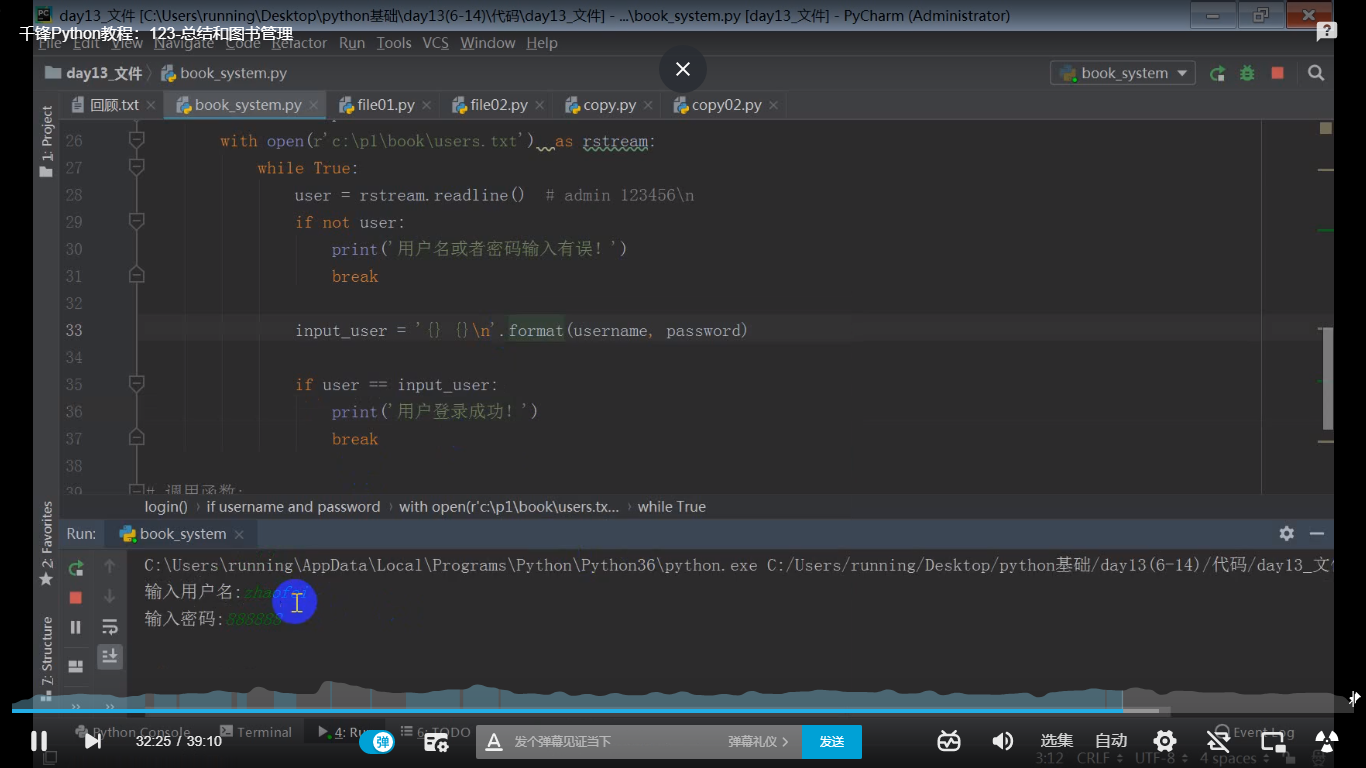 day13_文件 [C:\Users\running\Desktop\python基础\day13(6-14)\代码\day13_文件] - ...\book_system.py [day13_文件] - PyCharm (Administrator)
千锋Python教程：123-总结和图书管理
File Edit View Navigate Code Refactor Run Tools VCS Window Help
day13_文件 book_system.py book_system
1: Project
回顾.txt book_system.py file01.py file02.py copy.py copy02.py
26 with open(r'c:\p1\book\users.txt') as rstream:
27 while True:
28 user = rstream.readline() # admin 123456\n
29 if not user:
30 print('用户名或者密码输入有误！')
31 break
32
33 input_user = '{} {}\n'.format(username, password)
34
35 if user == input_user:
36 print('用户登录成功！')
37 break
38
39 # 调用函数:
login() › if username and password › with open(r'c:\p1\book\users.tx... › while True
2: Favorites
Run: book_system
C:\Users\running\AppData\Local\Programs\Python\Python36\python.exe C:/Users/running/Desktop/python基础/day13(6-14)/代码/day13_文
输入用户名:
输入密码:888888
7: Structure
Python Console Terminal 4: Ru 6: TODO Event Log
32:25 / 39:10 弹 发个弹幕见证当下 弹幕礼仪 › 发送 选集 自动
3:12 CRLF UTF-8 4 spaces